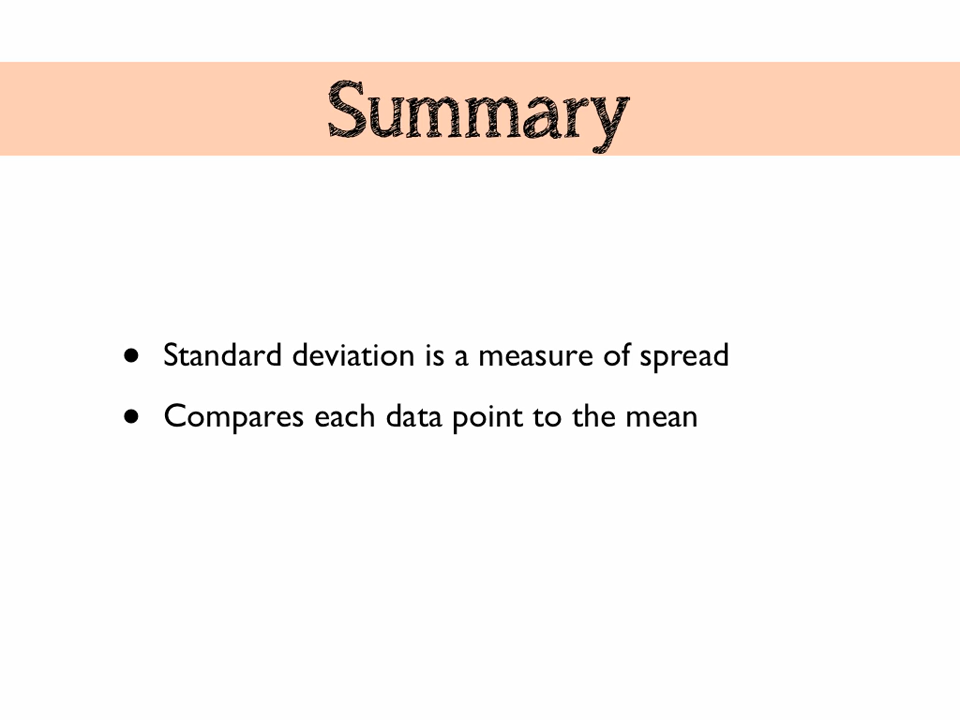 Summary
• Standard deviation is a measure of spread
• Compares each data point to the mean